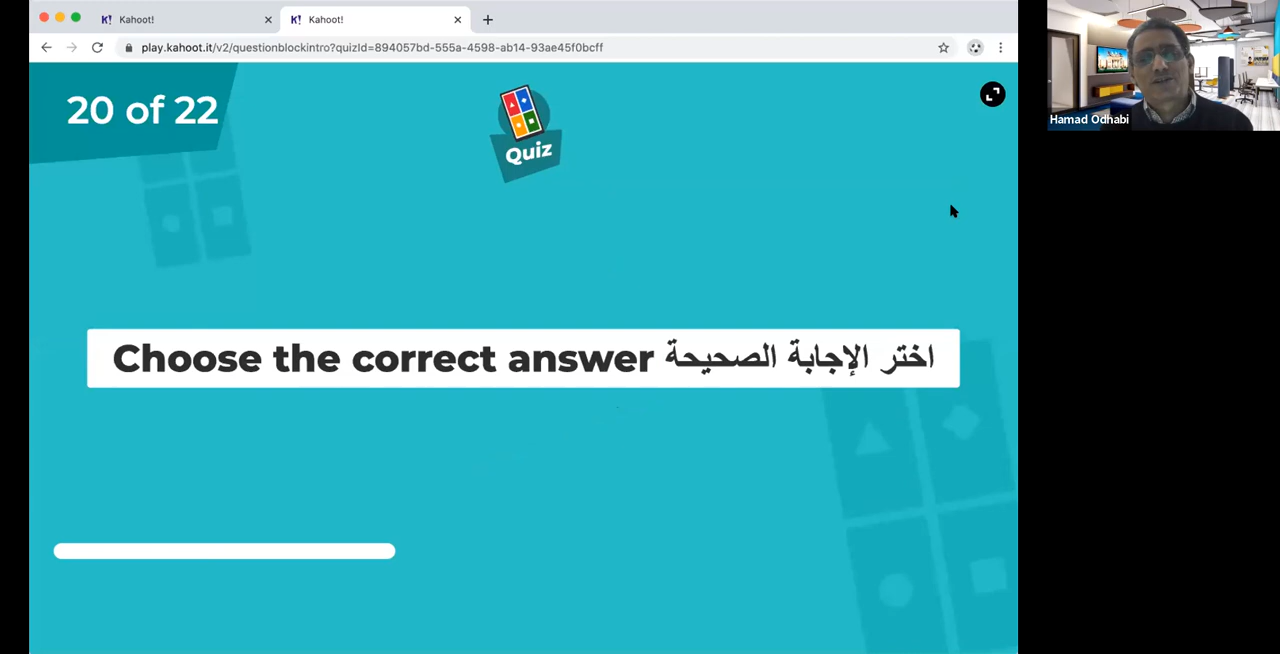 Kahoot!
Kahoot!
play.kahoot.it/v2/questionblockintro?quizId=894057bd-555a-4598-ab14-93ae45f0bcff
20 of 22
Quiz
Choose the correct answer اختر الإجابة الصحيحة
Hamad Odhabi